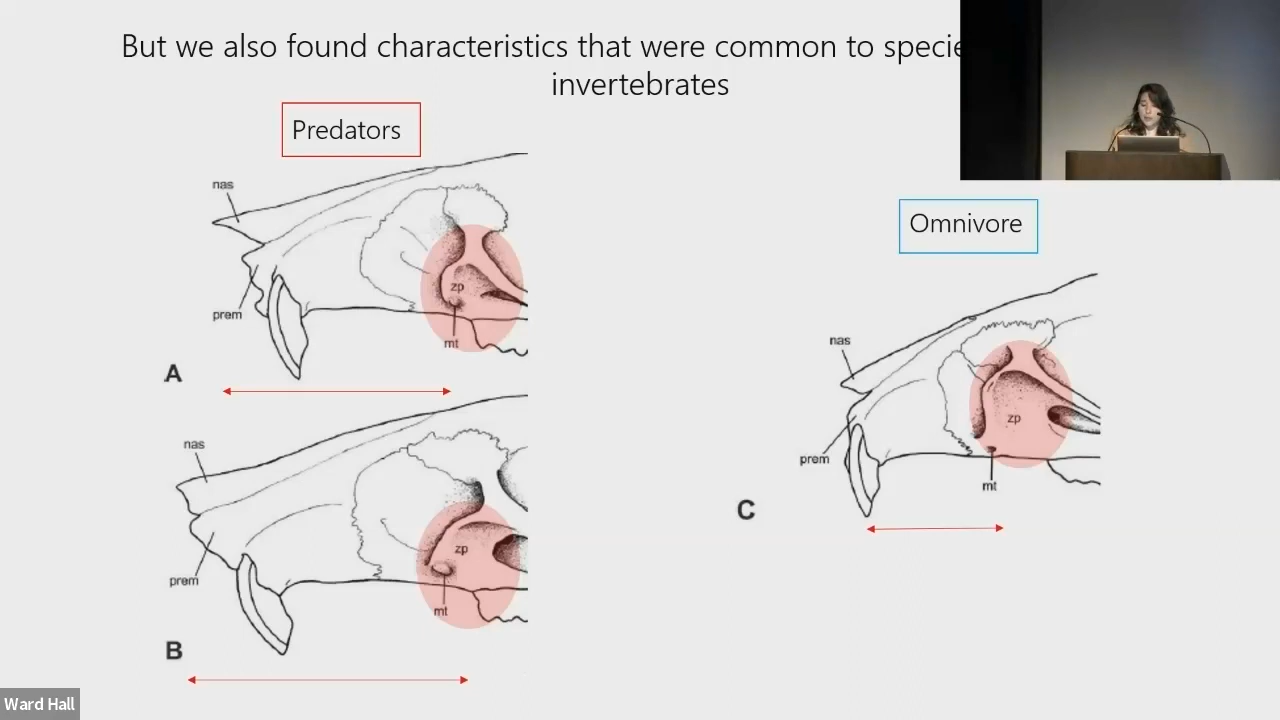 But we also found characteristics that were common to
invertebrates
Predators
nas
zp
prem
mt
A
nas
zp
prem
mt
B
Omnivore
nas
zp
prem
mt
C
Ward Hall